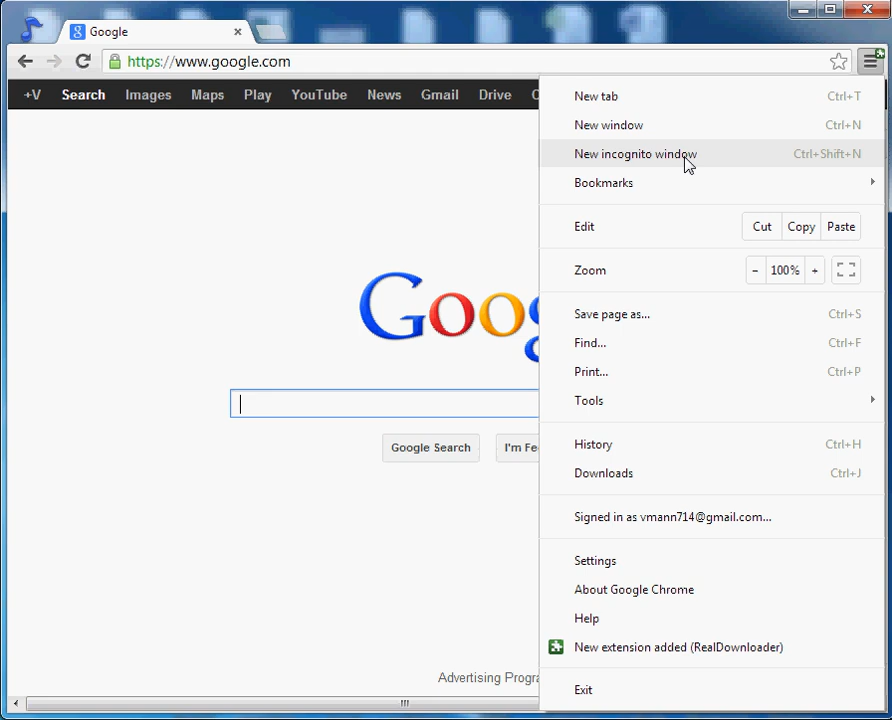 Google
https://www.google.com
+V Search Images Maps Play YouTube News Gmail Drive
New tab Ctrl+T
New window Ctrl+N
New incognito window Ctrl+Shift+N
Bookmarks
Edit Cut Copy Paste
Zoom - 100% +
Save page as... Ctrl+S
Find... Ctrl+F
Print... Ctrl+P
Tools
History Ctrl+H
Downloads Ctrl+J
Signed in as vmann714@gmail.com...
Settings
About Google Chrome
Help
New extension added (RealDownloader)
Exit
Goog
Google Search I'm Fe
Advertising Progra